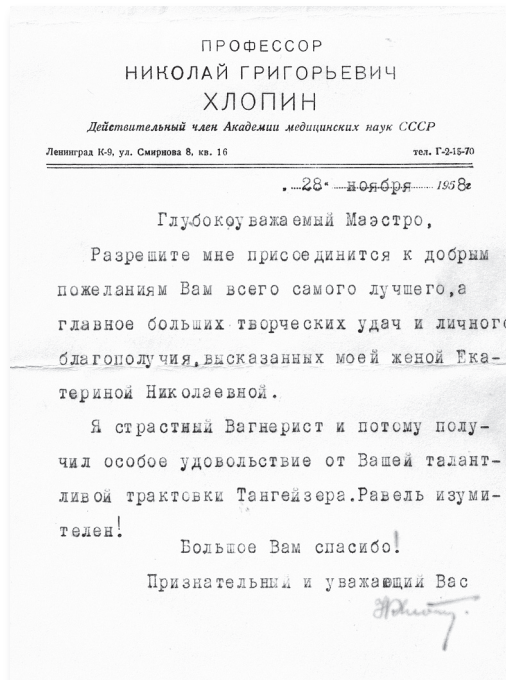 ПРОФЕССОР
НИКОЛАЙ ГРИГОРЬЕВИЧ
ХЛОПИН
Действительный член Академии медицинских наук СССР
Ленинград К-9, ул. Смирнова 8, кв. 16 тел. Г-2-15-70
„28“ ноября 1958г
Глубокоуважаемый Маэстро,
Разрешите мне присоединится к добрым
пожеланиям Вам всего самого лучшего,а
главное больших творческих удач и личного
благополучия,высказанных моей женой Ека-
териной Николаевной.
Я страстный Вагнерист и потому полу-
чил особое удовольствие от Вашей талант-
ливой трактовки Тангейзера.Равель изуми-
телен!
Большое Вам спасибо!
Признательный и уважающий Вас